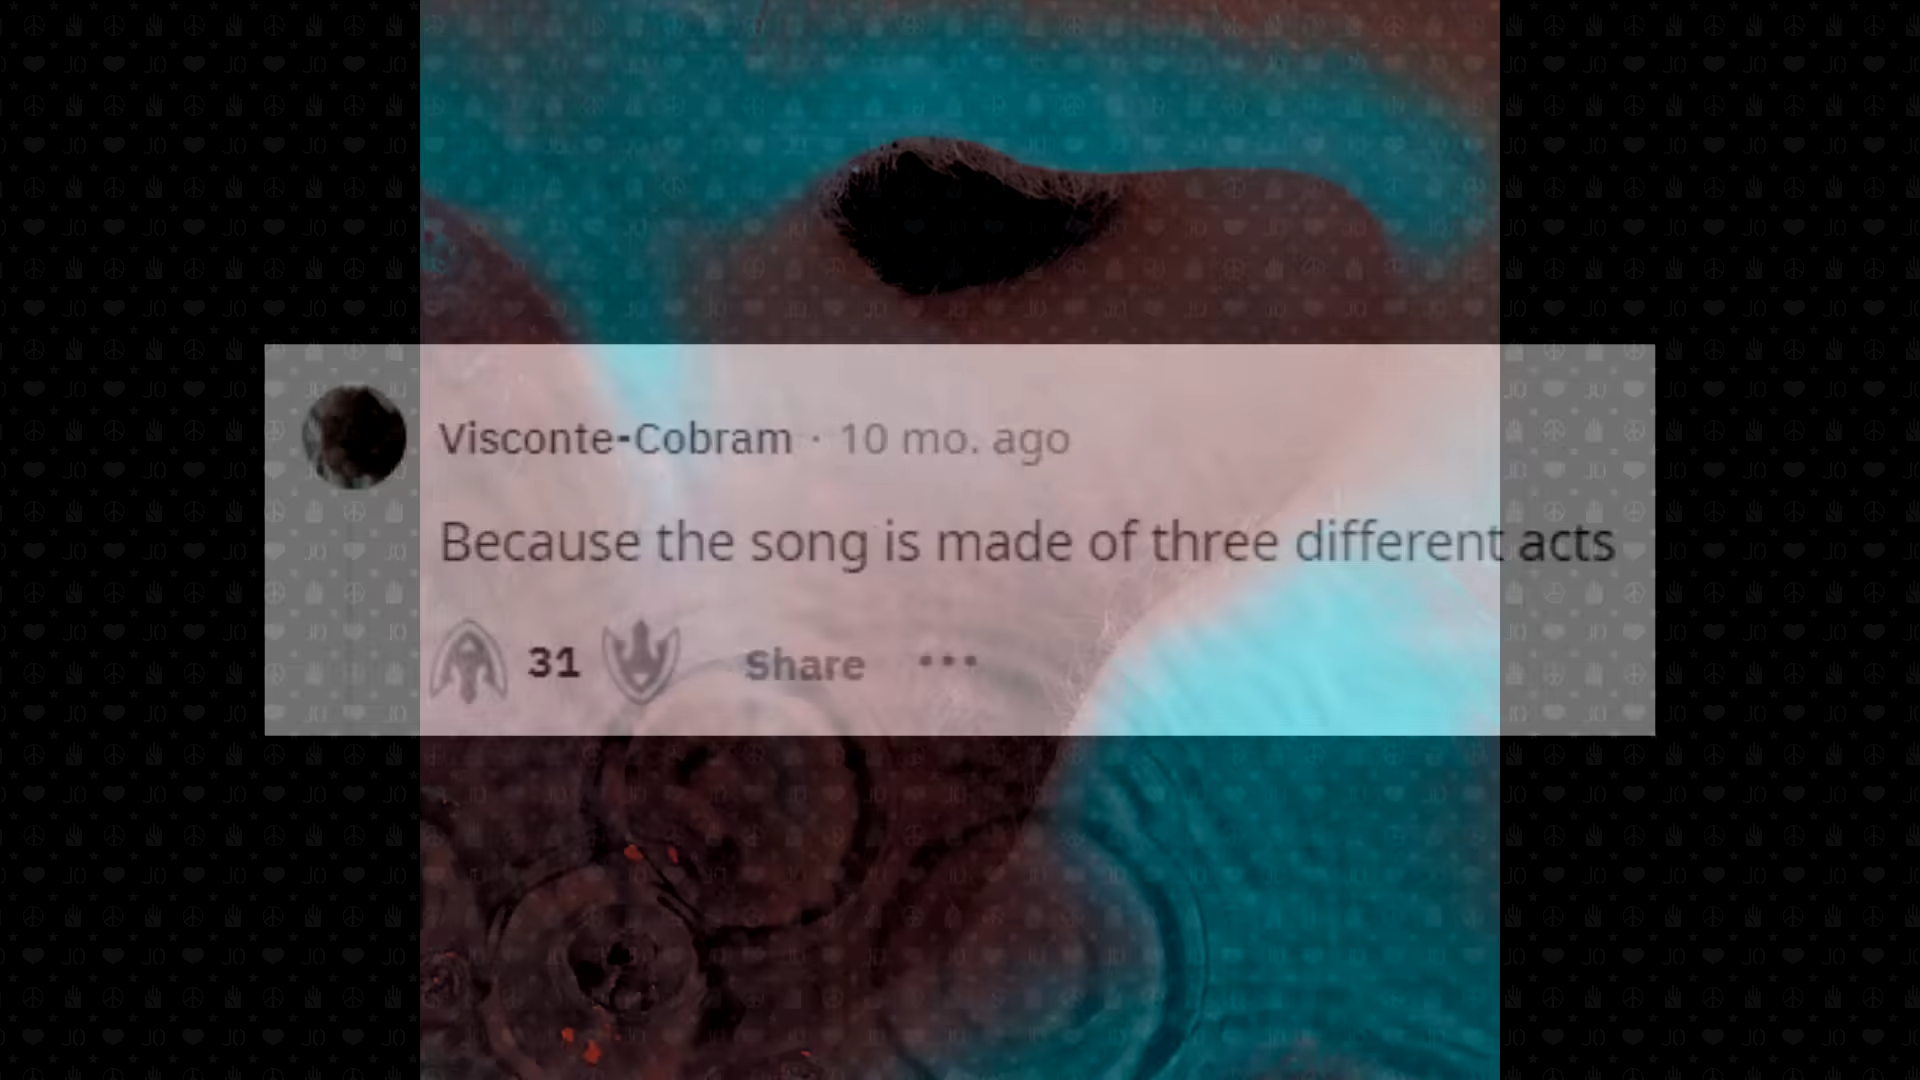 Visconte-Cobram · 10 mo. ago
Because the song is made of three different acts
31 Share •••